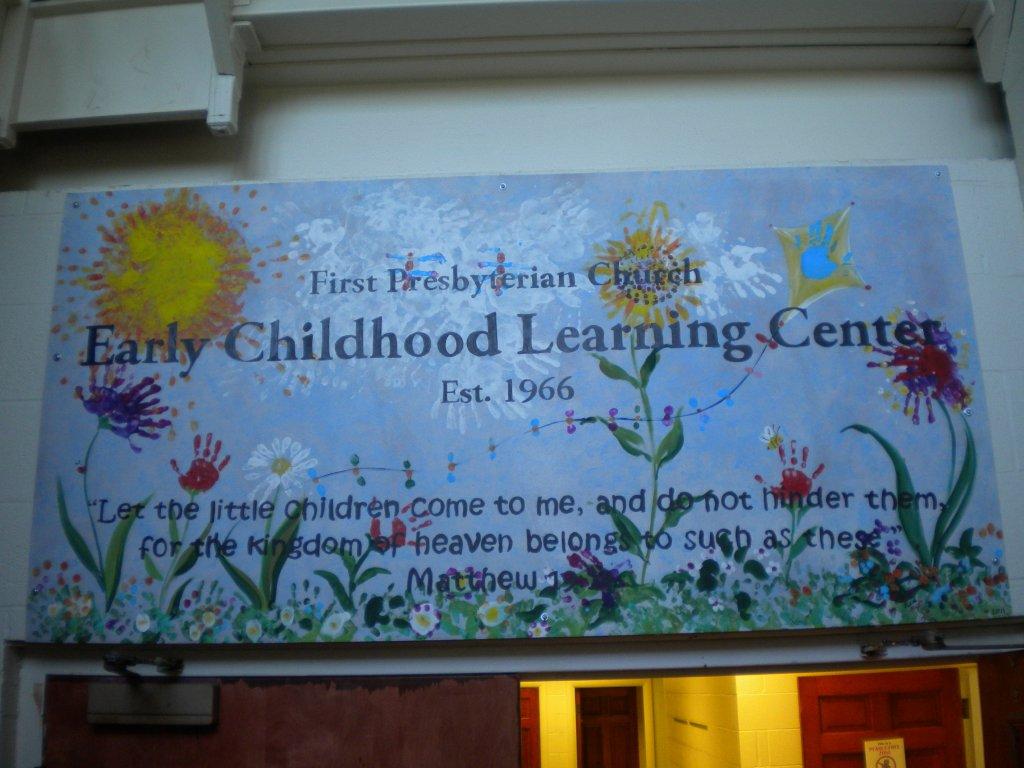 First Presbyterian Church
Early Childhood Learning Center
Est. 1966
"Let the little children come to me, and do not hinder them,
for the kingdom of heaven belongs to such as these"
Matthew